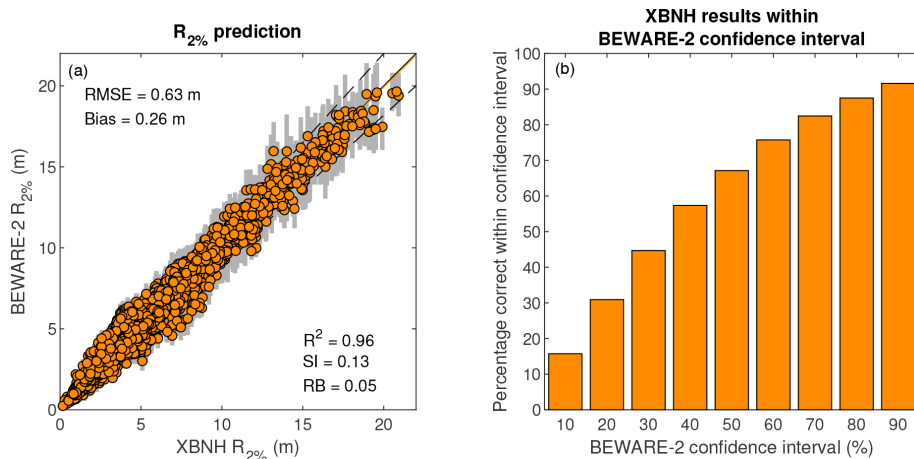 R2% prediction
(a)
RMSE = 0.63 m
Bias = 0.26 m
R2 = 0.96
SI = 0.13
RB = 0.05
BEWARE-2 R2% (m)
20
15
10
5
0
0 5 10 15 20
XBNH R2% (m)
XBNH results within
BEWARE-2 confidence interval
(b)
Percentage correct within confidence interval
100
90
80
70
60
50
40
30
20
10
0
10 20 30 40 50 60 70 80 90
BEWARE-2 confidence interval (%)